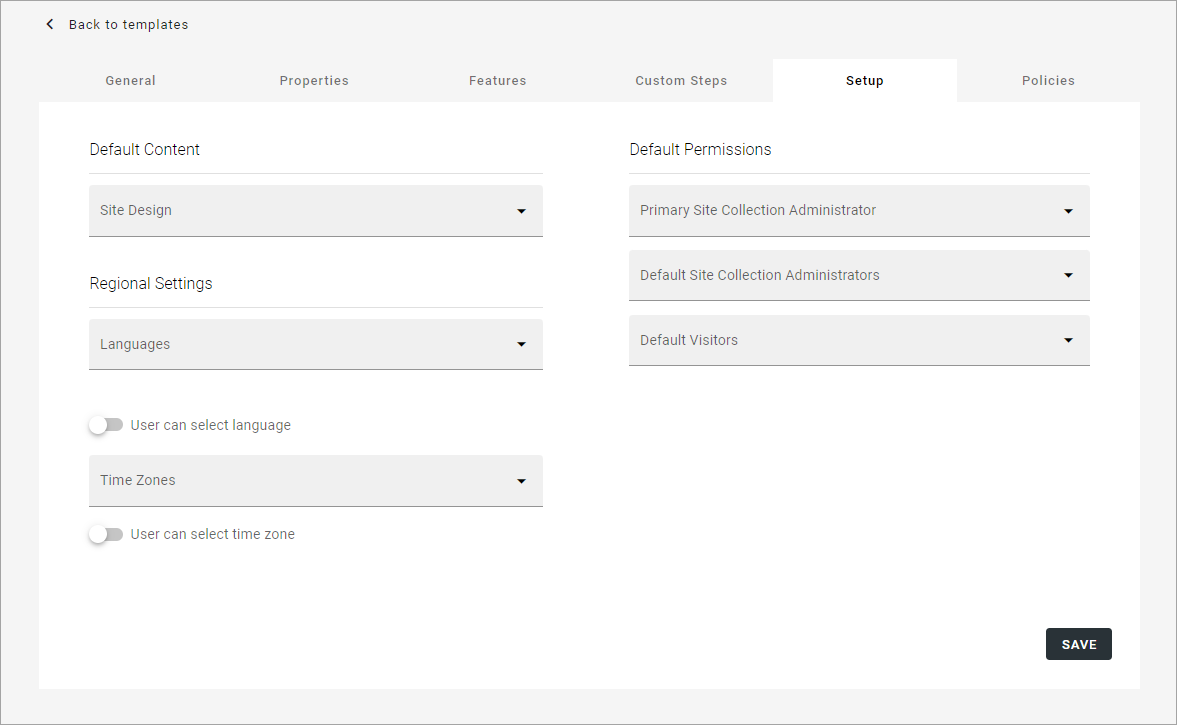 Back to templates
General
Properties
Features
Custom Steps
Setup
Policies
Default Content
Site Design
Regional Settings
Languages
User can select language
Time Zones
User can select time zone
Default Permissions
Primary Site Collection Administrator
Default Site Collection Administrators
Default Visitors
SAVE